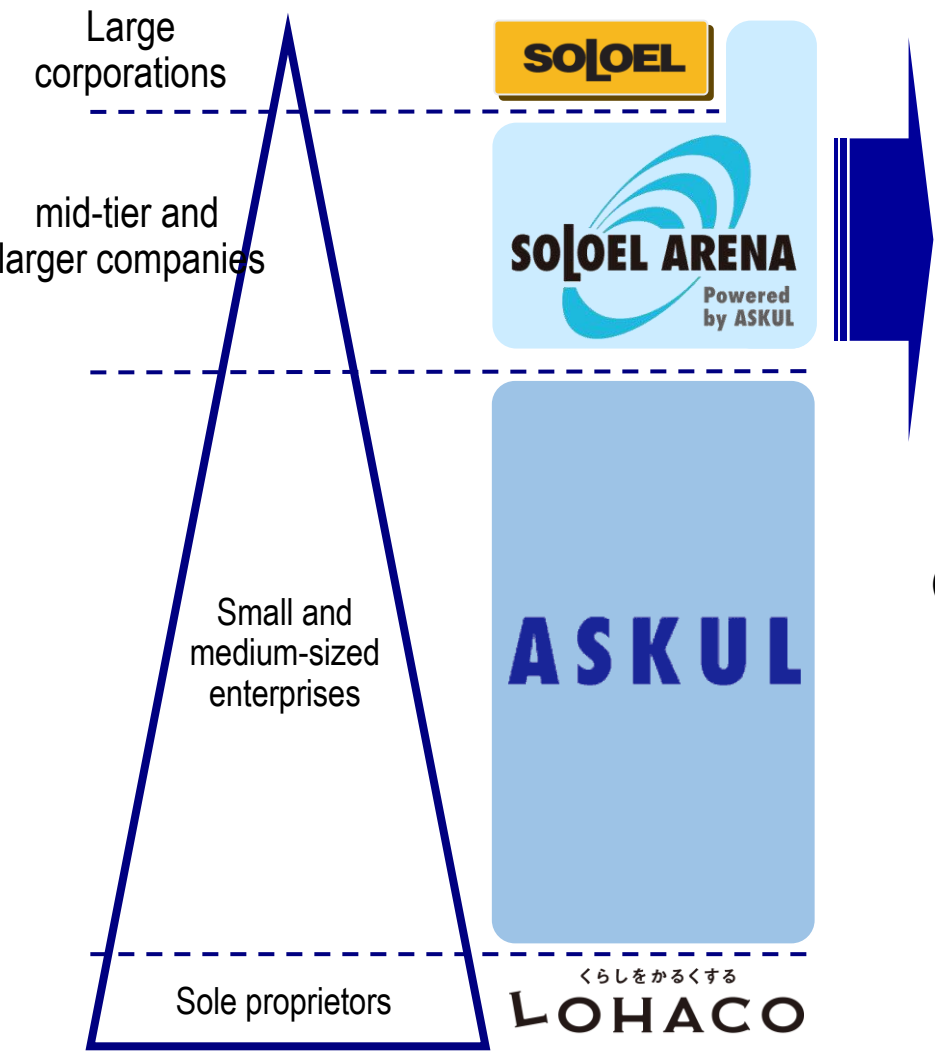 Large
corporations
SOLOEL
mid-tier and
larger companies
SOLOEL ARENA
Powered
by ASKUL
Small and
medium-sized
enterprises
ASKUL
Sole proprietors
くらしをかるくする
LOHACO